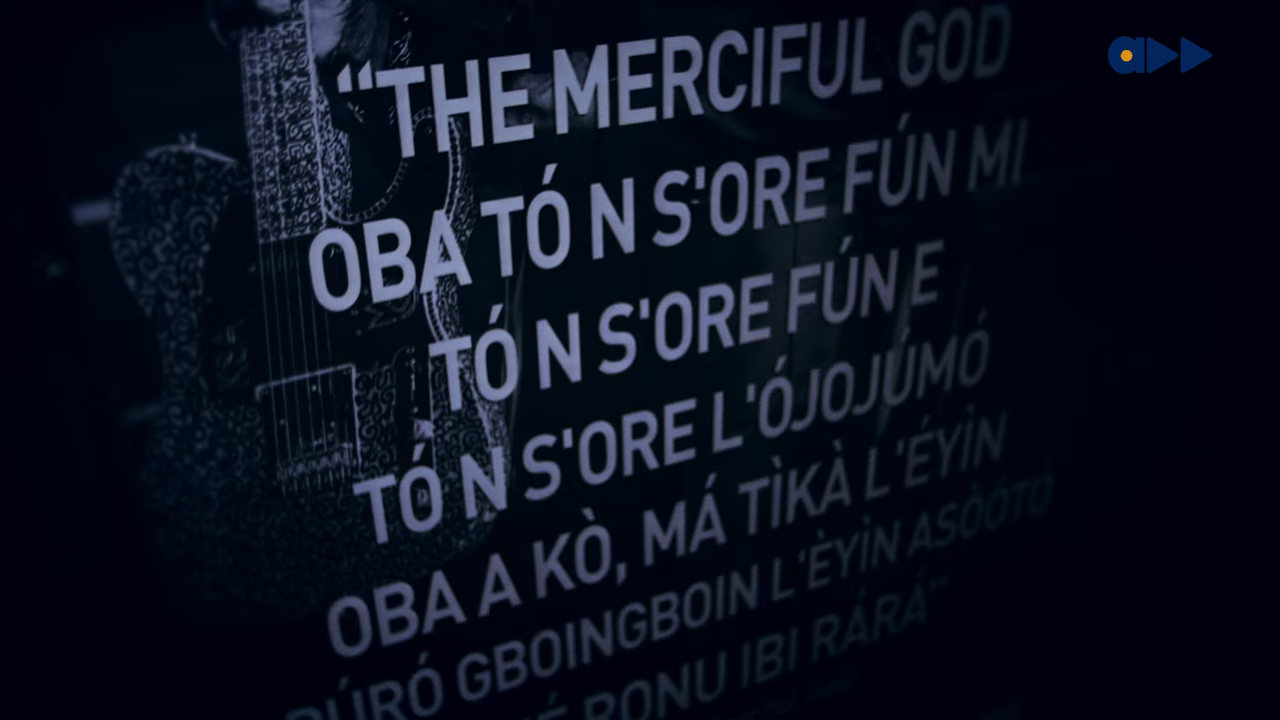 “THE MERCIFUL GOD
OBA TÓ N S'ORE FÚN MI
TÓ N S'ORE FÚN E
TÓ N S'ORE L'ÓJOJÚMÓ
OBA A KÒ, MÁ TÌKÀ L'ÉYÌN
GBOINGBOIN L'ÈYÌN ASÒÓTÓ
RONU IBI RÁRÁ”